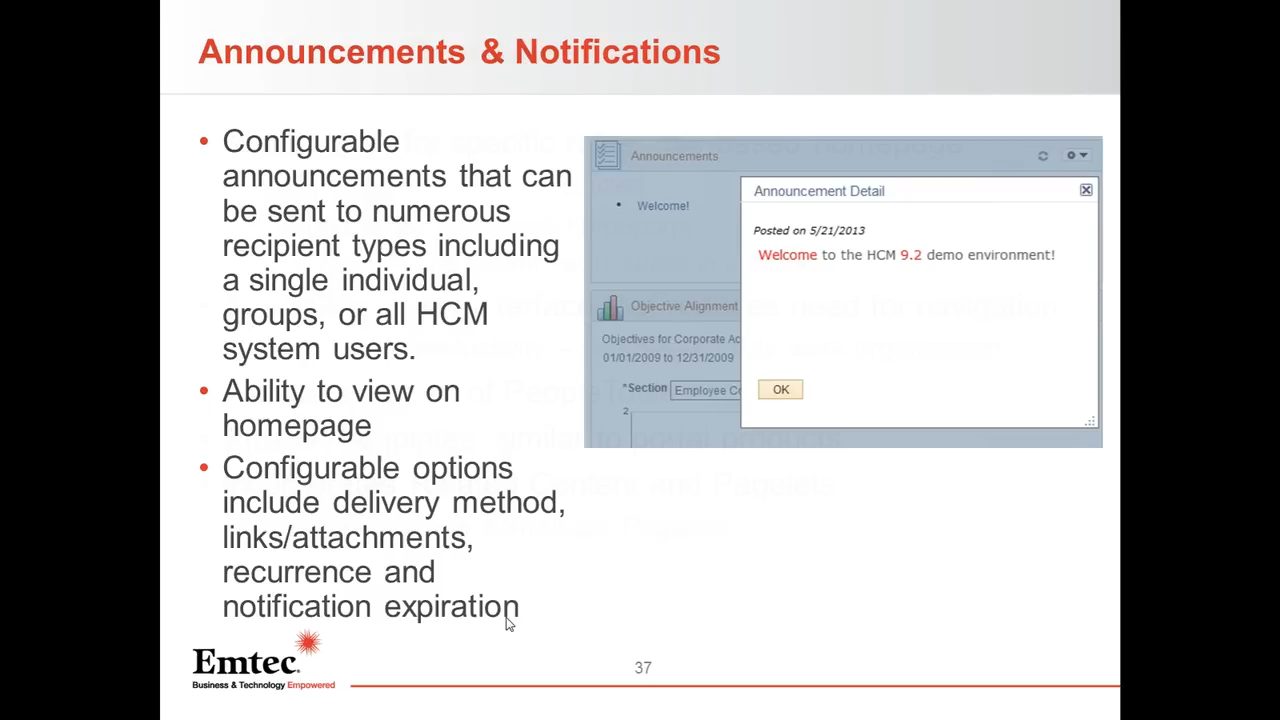 Announcements & Notifications
• Configurable
announcements that can
be sent to numerous
recipient types including
a single individual,
groups, or all HCM
system users.
• Ability to view on
homepage
• Configurable options
include delivery method,
links/attachments,
recurrence and
notification expiration
Announcements
• Welcome!
Announcement Detail
Posted on 5/21/2013
Welcome to the HCM 9.2 demo environment!
OK
Objective Alignment
Objectives for Corporate Ac
01/01/2009 to 12/31/2009
*Section Employee Co
2
Emtec
Business & Technology Empowered
37